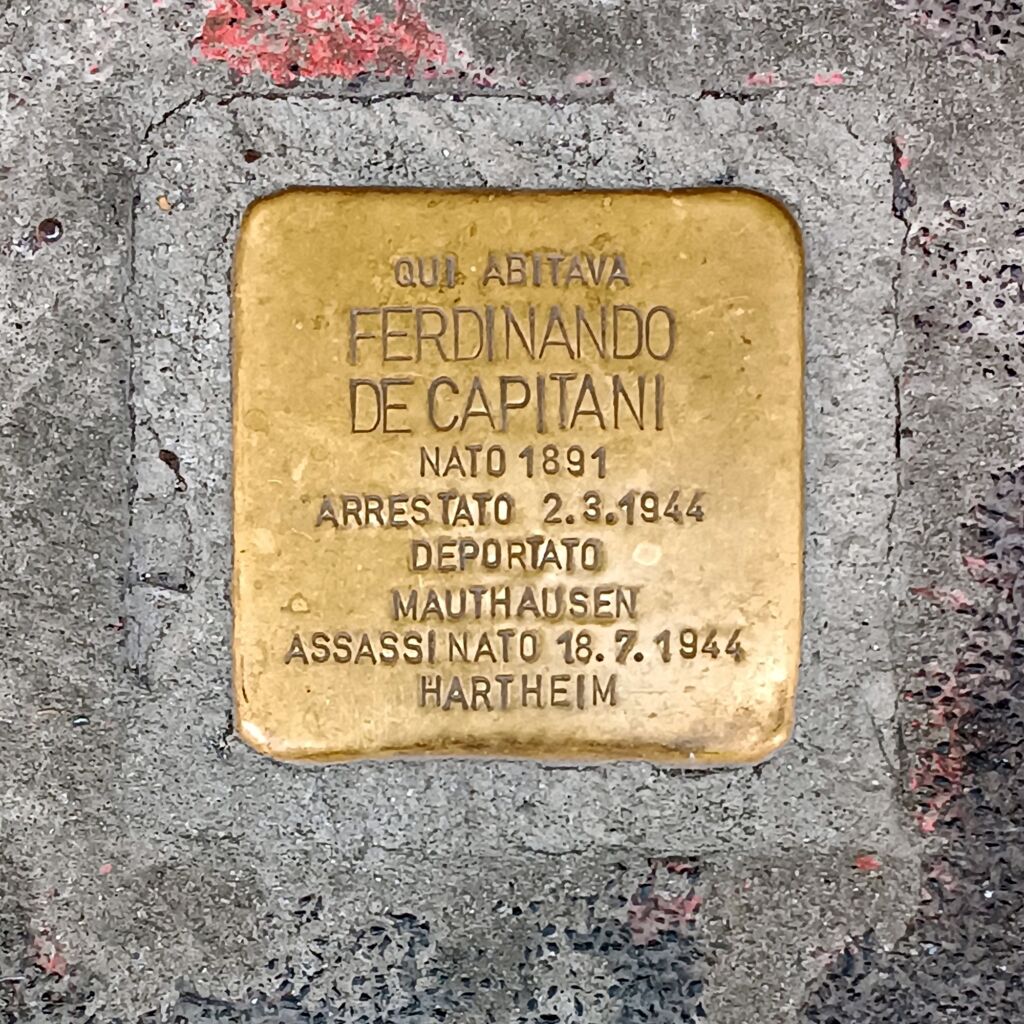 QUI ABITAVA
FERDINANDO
DE CAPITANI
NATO 1891
ARRESTATO 2.3.1944
DEPORTATO
MAUTHAUSEN
ASSASSINATO 18.7.1944
HARTHEIM